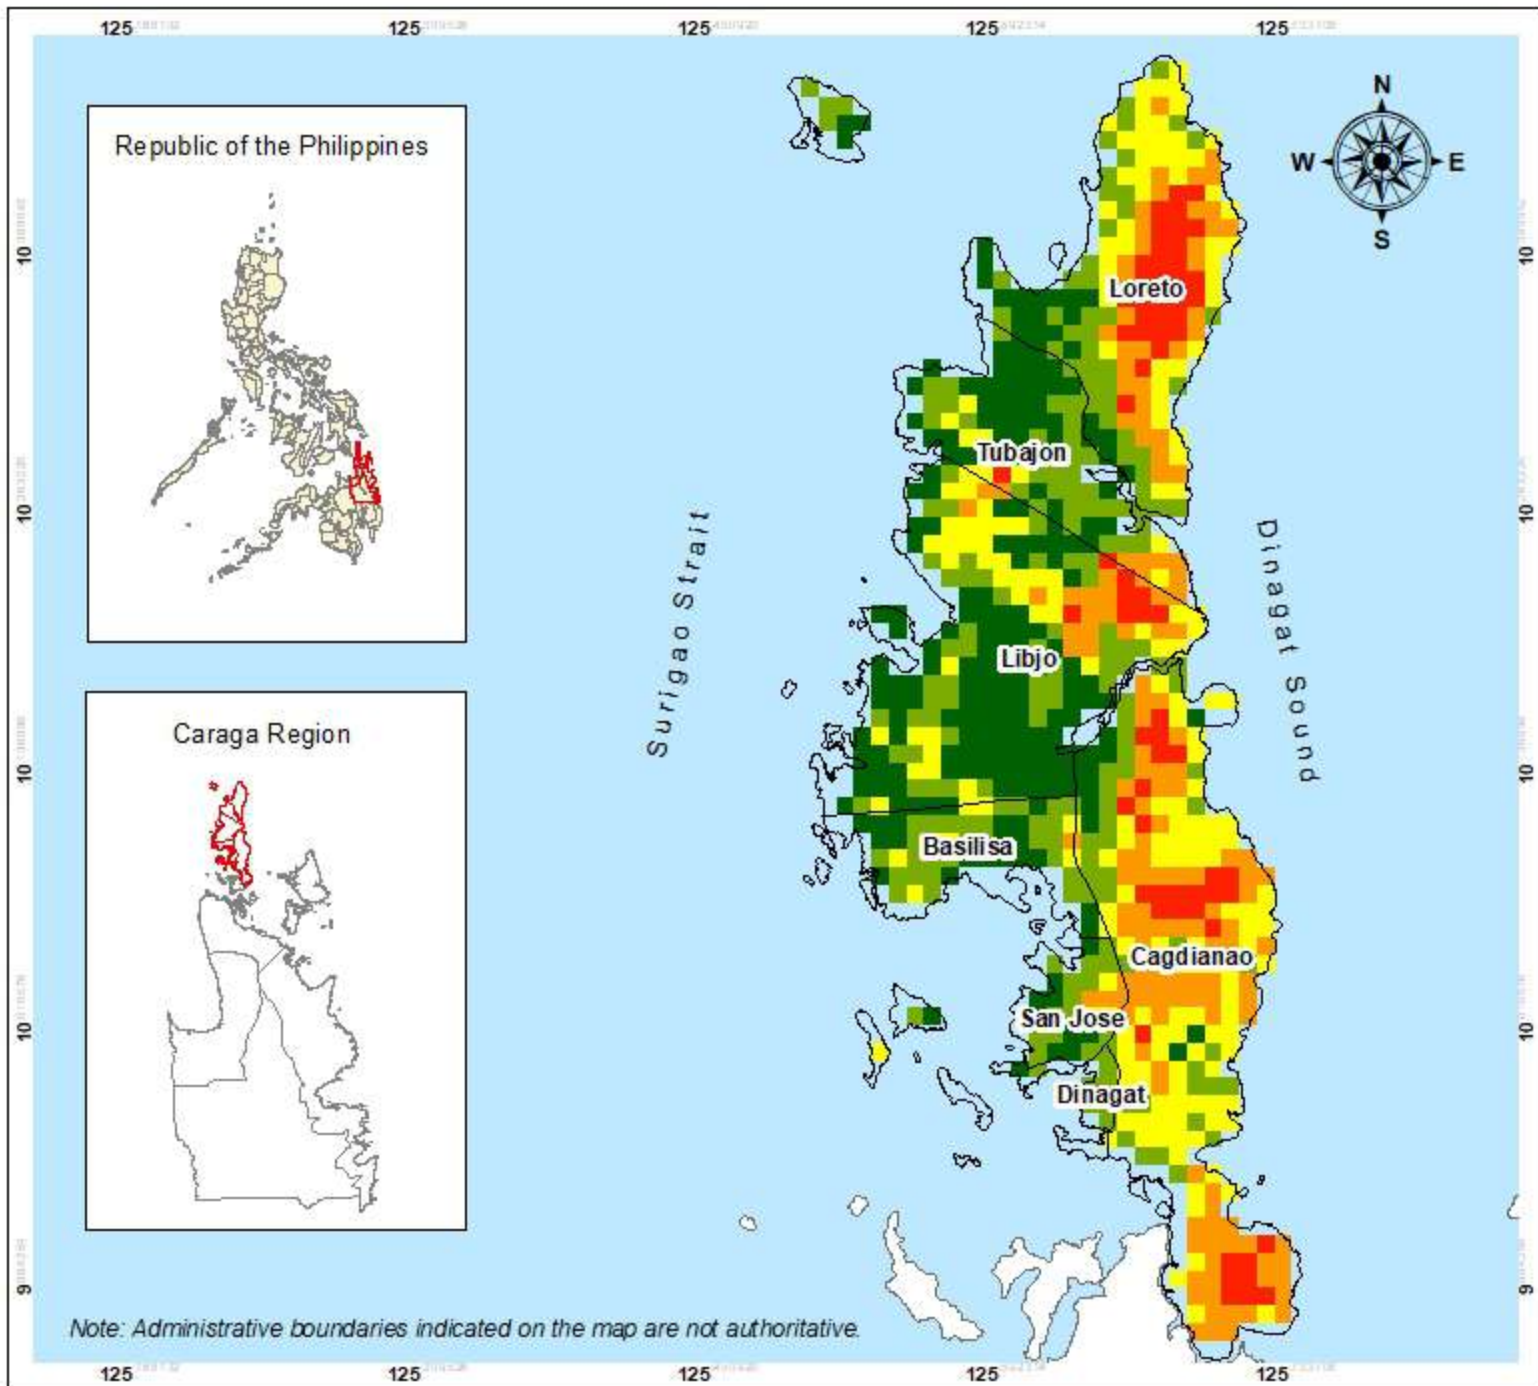 125 125 125 125 125
Republic of the Philippines
N
W E
S
10 10
Loreto
Tubajon
10 10
Surigao Strait
Dinagat Sound
Libjo
Caraga Region
10 10
Basilisa
Cagdianao
San Jose
10 10
Dinagat
9 9
Note: Administrative boundaries indicated on the map are not authoritative.
125 125 125 125 125